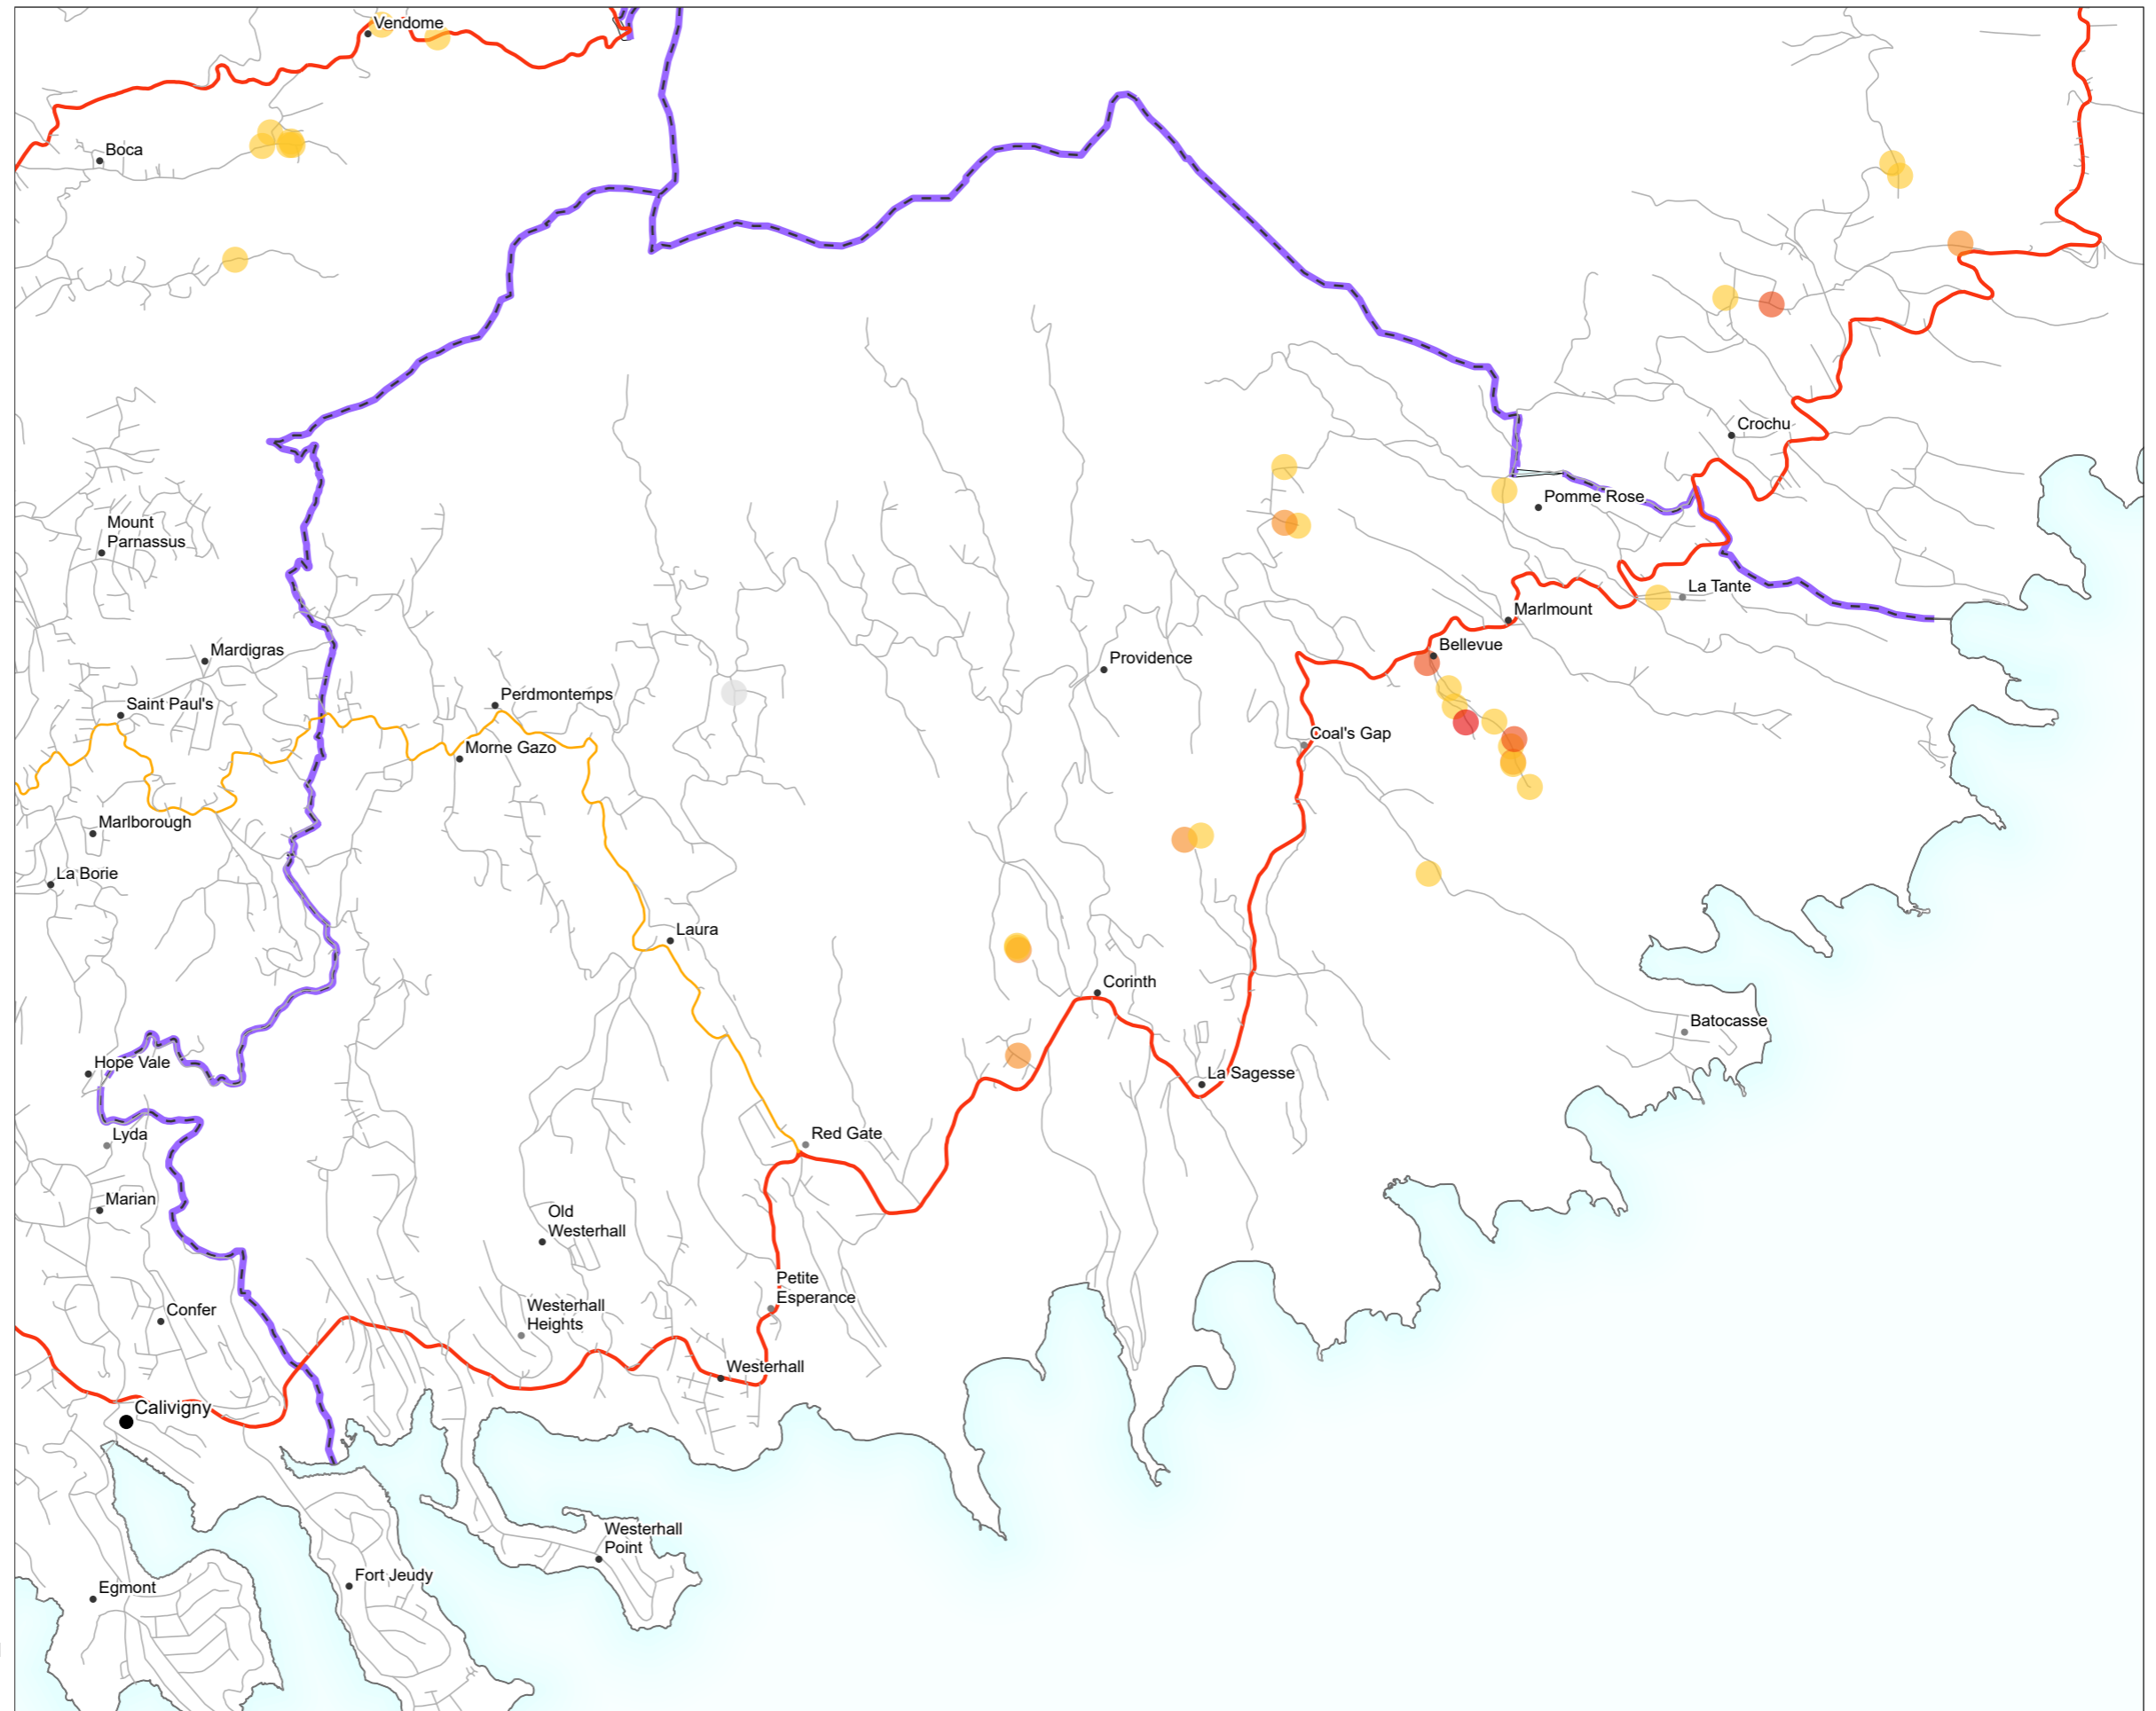 Vendome
Boca
Crochu
Pomme Rose
Mount
Parnassus
La Tante
Marlmount
Mardigras
Bellevue
Providence
Perdmontemps
Saint Paul's
Coal's Gap
Morne Gazo
Marlborough
La Borie
Laura
Corinth
Batocasse
Hope Vale
La Sagesse
Lyda
Red Gate
Marian
Old
Westerhall
Petite
Esperance
Westerhall
Heights
Confer
Westerhall
Calivigny
Westerhall
Point
Fort Jeudy
Egmont